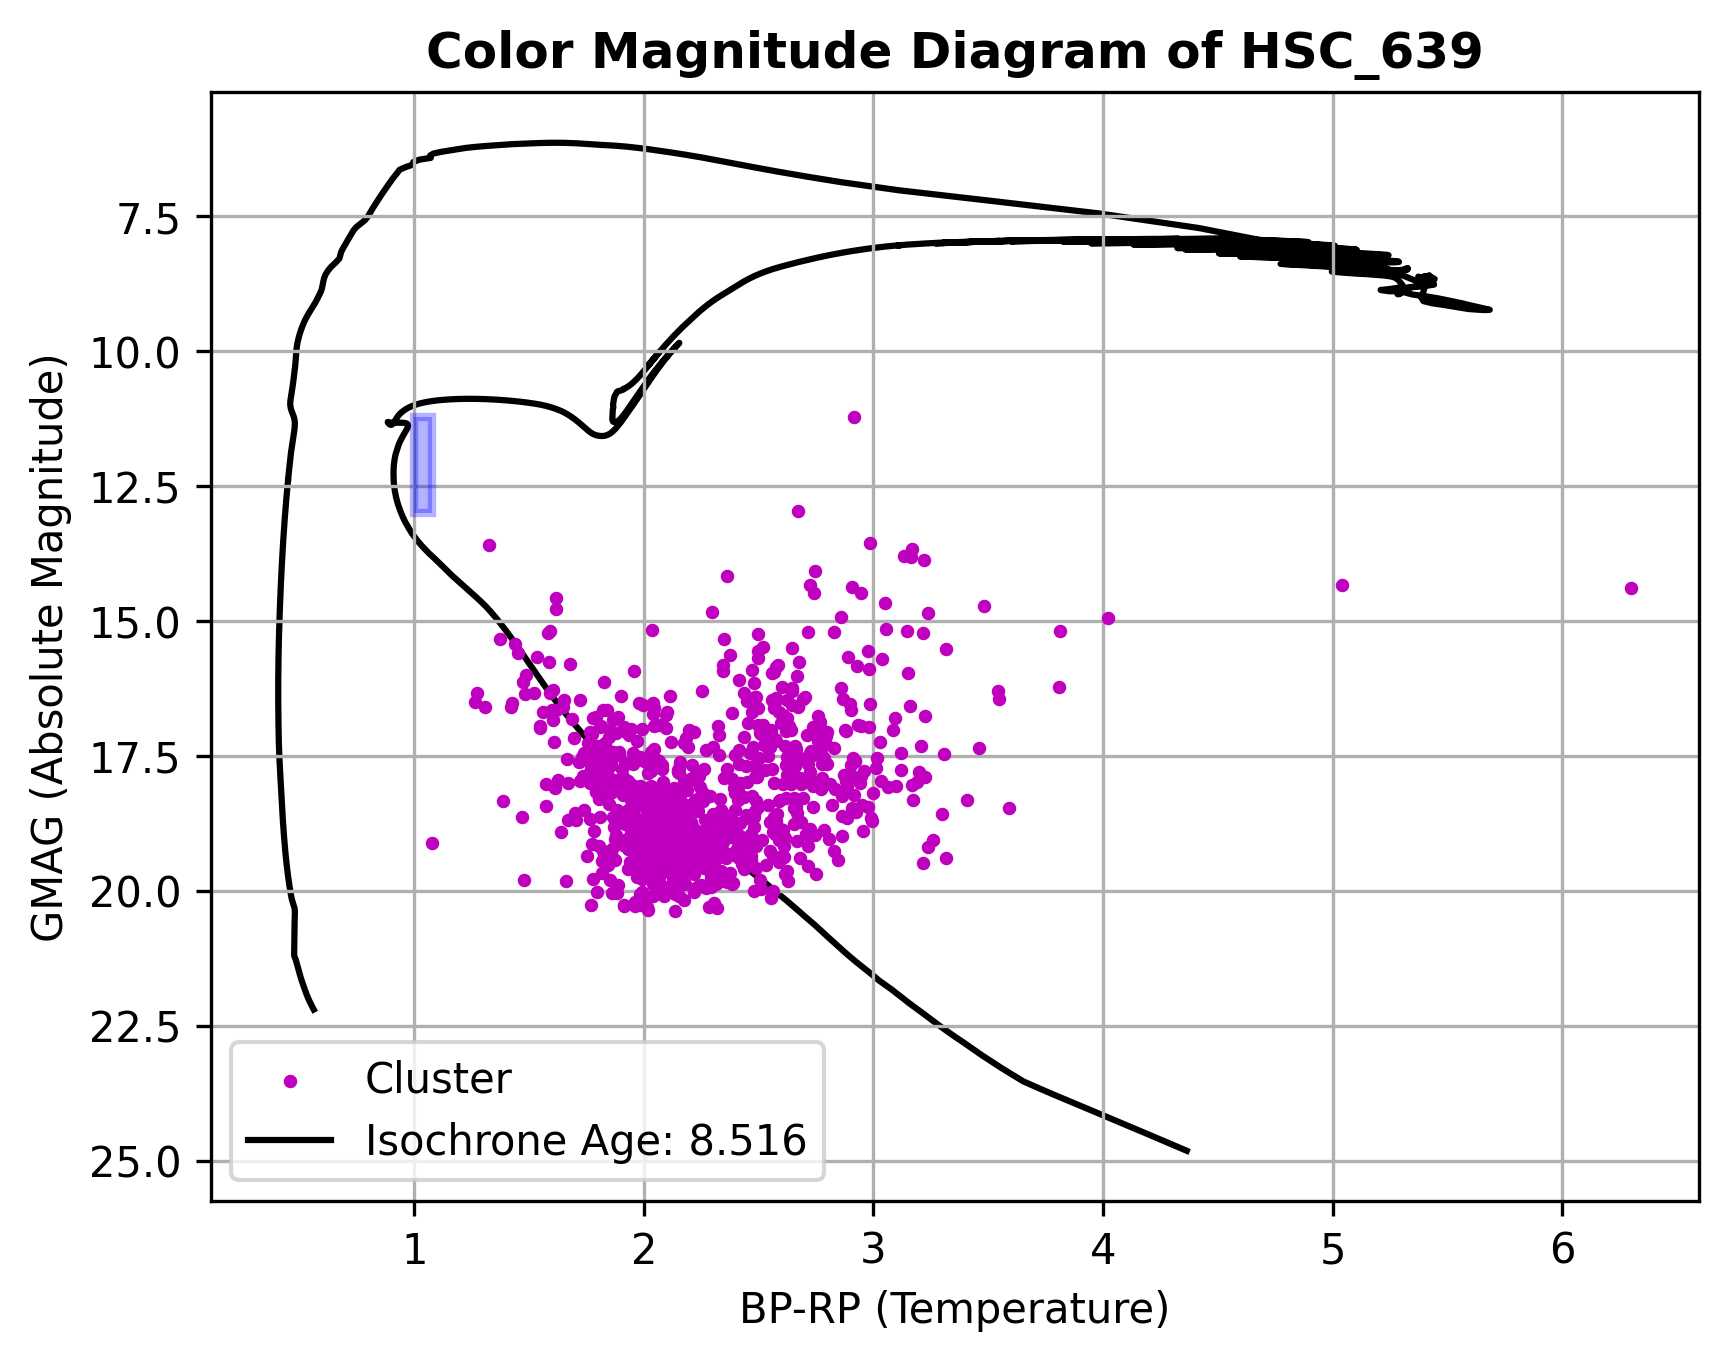 Color Magnitude Diagram of HSC_639
GMAG (Absolute Magnitude)
7.5
10.0
12.5
15.0
17.5
20.0
22.5
25.0
Cluster
Isochrone Age: 8.516
1 2 3 4 5 6
BP-RP (Temperature)